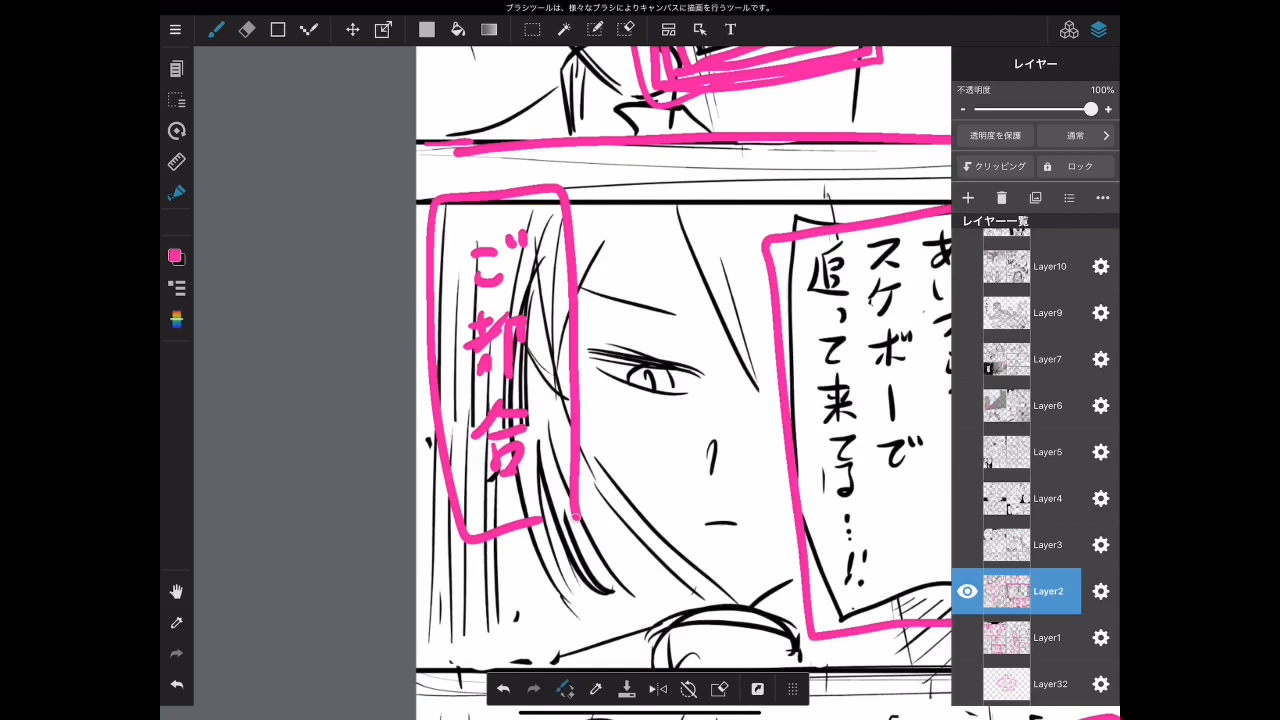 ブラシツールは、様々なブラシによりキャンバスに描画を行うツールです。
T
レイヤー
不透明度
100%
-
+
透明度を保護
通常
クリッピング
ロック
レイヤー一覧
Layer10
Layer9
Layer7
Layer6
Layer5
Layer4
Layer3
Layer2
Layer1
Layer32
スケボーで
追って来てる…!!
ご都合